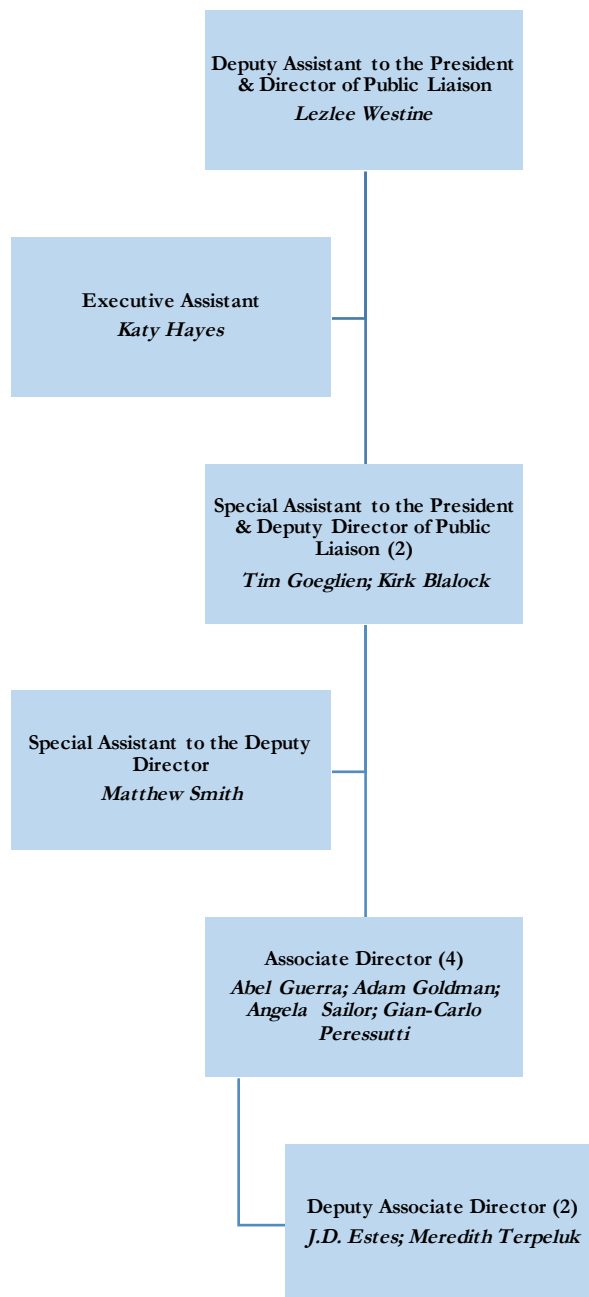 Deputy Assistant to the President
& Director of Public Liaison
Lezlee Westine
Executive Assistant
Katy Hayes
Special Assistant to the President
& Deputy Director of Public
Liaison (2)
Tim Goeglien; Kirk Blalock
Special Assistant to the Deputy
Director
Matthew Smith
Associate Director (4)
Abel Guerra; Adam Goldman;
Angela Sailor; Gian-Carlo
Peressutti
Deputy Associate Director (2)
J.D. Estes; Meredith Terpeluk